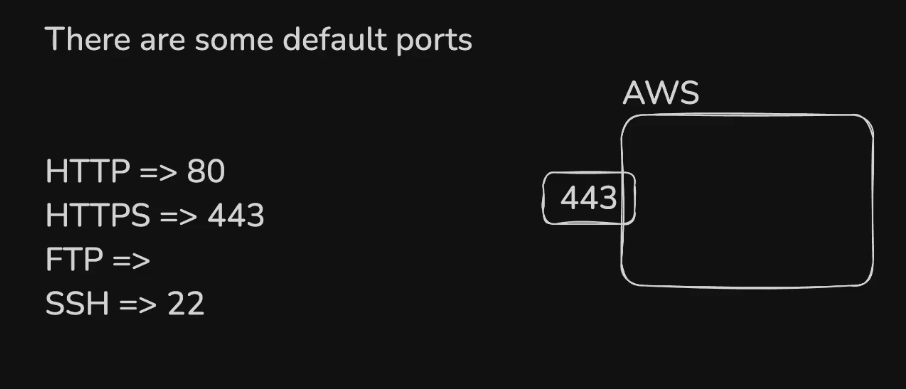 There are some default ports
AWS
HTTP => 80
HTTPS => 443
443
FTP =>
SSH => 22